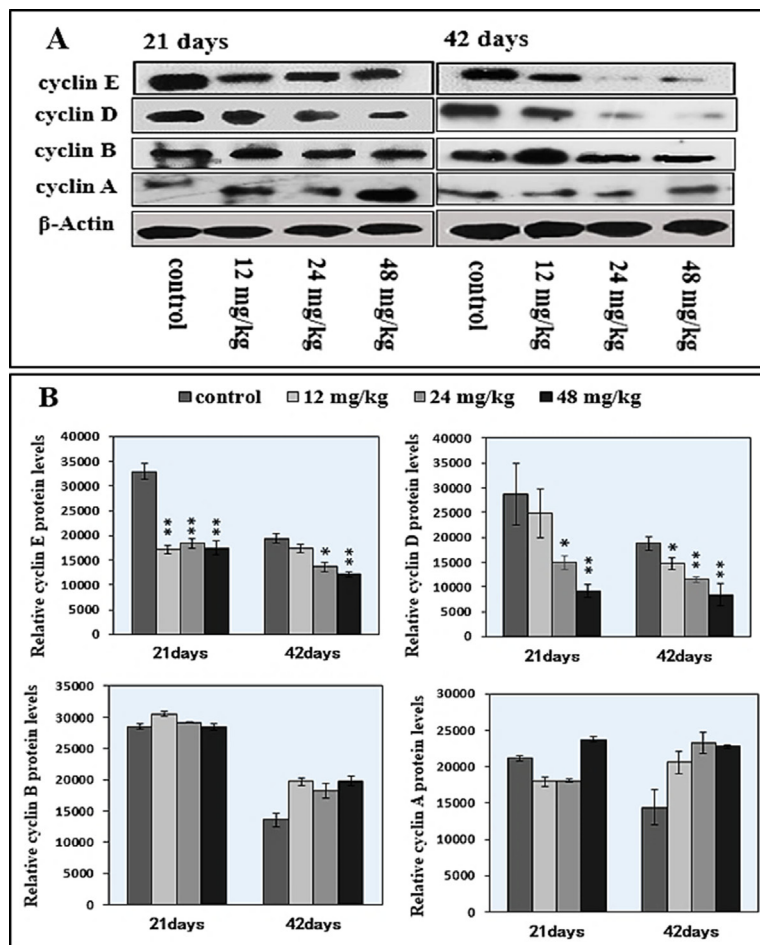 A
21 days 42 days
cyclin E
cyclin D
cyclin B
cyclin A
β-Actin
control 12 mg/kg 24 mg/kg 48 mg/kg control 12 mg/kg 24 mg/kg 48 mg/kg
B
control 12 mg/kg 24 mg/kg 48 mg/kg
Relative cyclin E protein levels
40000
35000
30000
25000
20000
15000
10000
5000
0
** ** ** * **
21days 42days
Relative cyclin D protein levels
40000
35000
30000
25000
20000
15000
10000
5000
0
* ** * ** **
21days 42days
Relative cyclin B protein levels
35000
30000
25000
20000
15000
10000
5000
0
21days 42days
Relative cyclin A protein levels
30000
25000
20000
15000
10000
5000
0
21days 42days